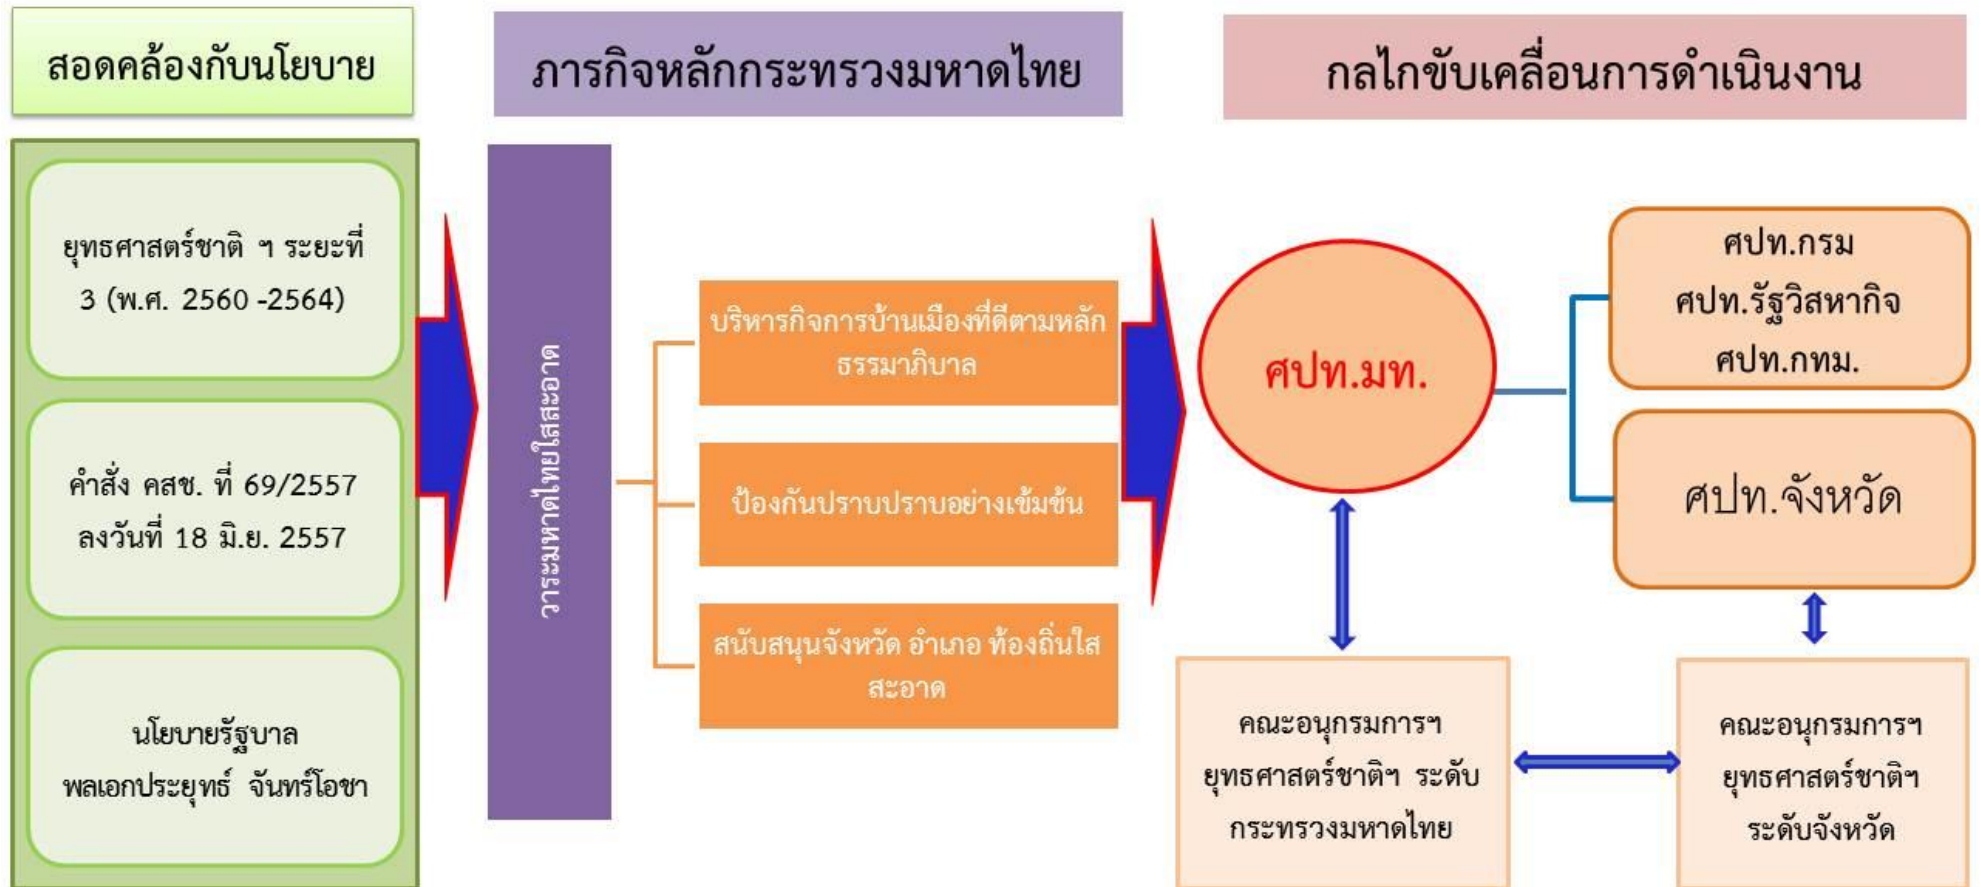 สอดคล้องกับนโยบาย
ยุทธศาสตร์ชาติ ฯ ระยะที่
3 (พ.ศ. 2560 -2564)
คำสั่ง คสช. ที่ 69/2557
ลงวันที่ 18 มิ.ย. 2557
นโยบายรัฐบาล
พลเอกประยุทธ์ จันทร์โอชา
ภารกิจหลักกระทรวงมหาดไทย
วาระมหาดไทยใสสะอาด
บริหารกิจการบ้านเมืองที่ดีตามหลัก
ธรรมาภิบาล
ป้องกันปราบปราบอย่างเข้มข้น
สนับสนุนจังหวัด อำเภอ ท้องถิ่นใส
สะอาด
กลไกขับเคลื่อนการดำเนินงาน
ศปท.มท.
ศปท.กรม
ศปท.รัฐวิสหากิจ
ศปท.กทม.
ศปท.จังหวัด
คณะอนุกรมการฯ
ยุทธศาสตร์ชาติฯ ระดับ
กระทรวงมหาดไทย
คณะอนุกรมการฯ
ยุทธศาสตร์ชาติฯ
ระดับจังหวัด